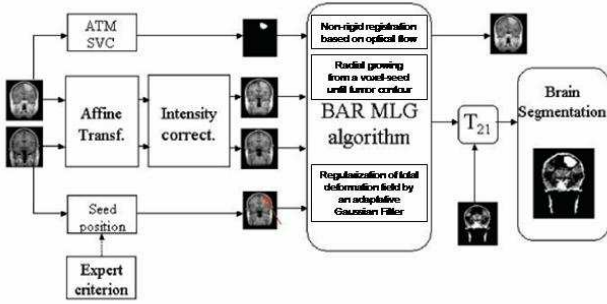 ATM
SVC
Affine
Transf.
Intensity
correct.
Seed
position
Expert
criterion
Non-rigid registration
based on optical flow
Radial growing
from a voxel-seed
until tumor contour
BAR MLG
algorithm
Regularization of total
deformation field by
an adaptative
Gaussian Filter
T21
Brain
Segmentation